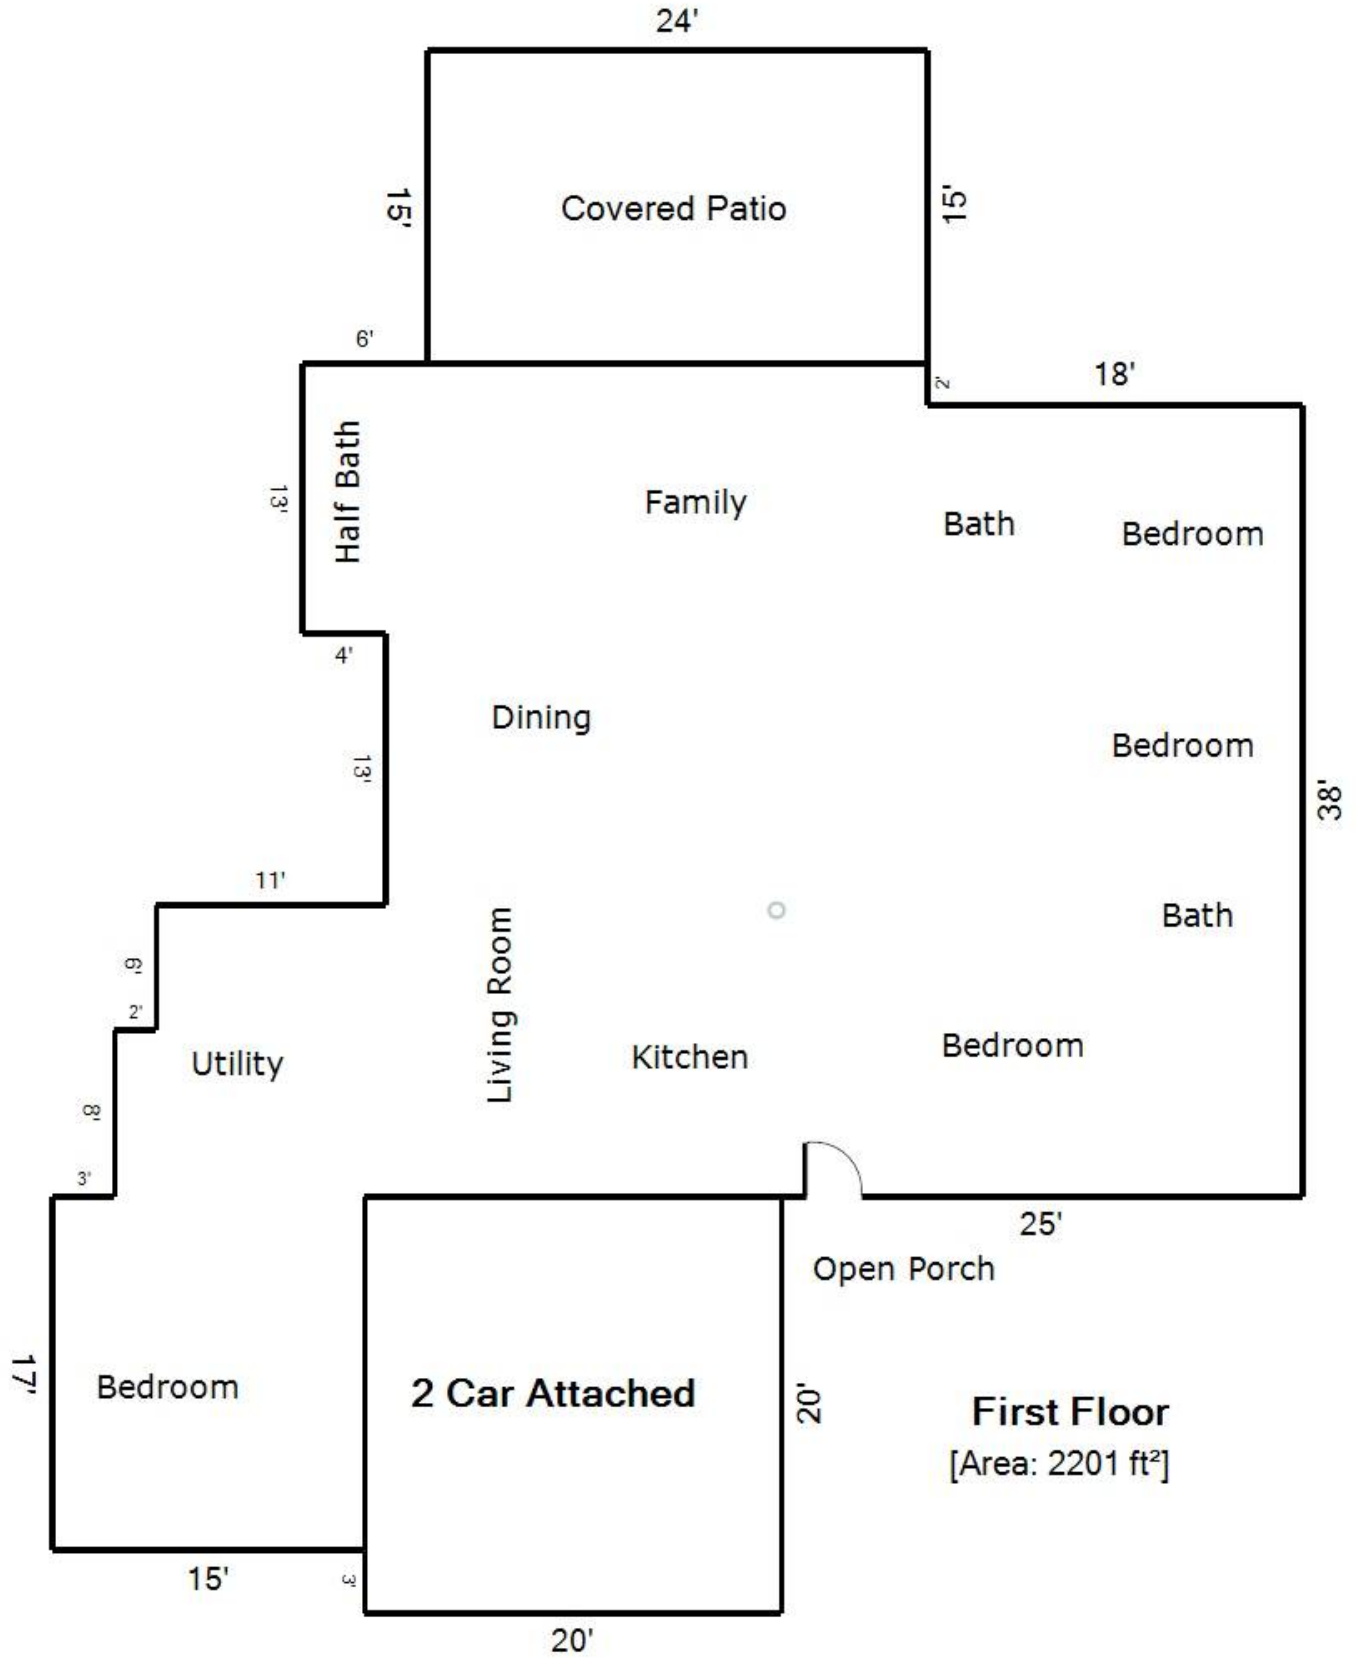 24'
15'
Covered Patio
15'
6'
2'
18'
13'
Half Bath
Family
Bath
Bedroom
4'
Dining
13'
Bedroom
38'
11'
Living Room
Bath
6'
2'
Utility
Kitchen
Bedroom
8'
3'
25'
Open Porch
17'
Bedroom
2 Car Attached
20'
First Floor
[Area: 2201 ft²]
15'
3'
20'